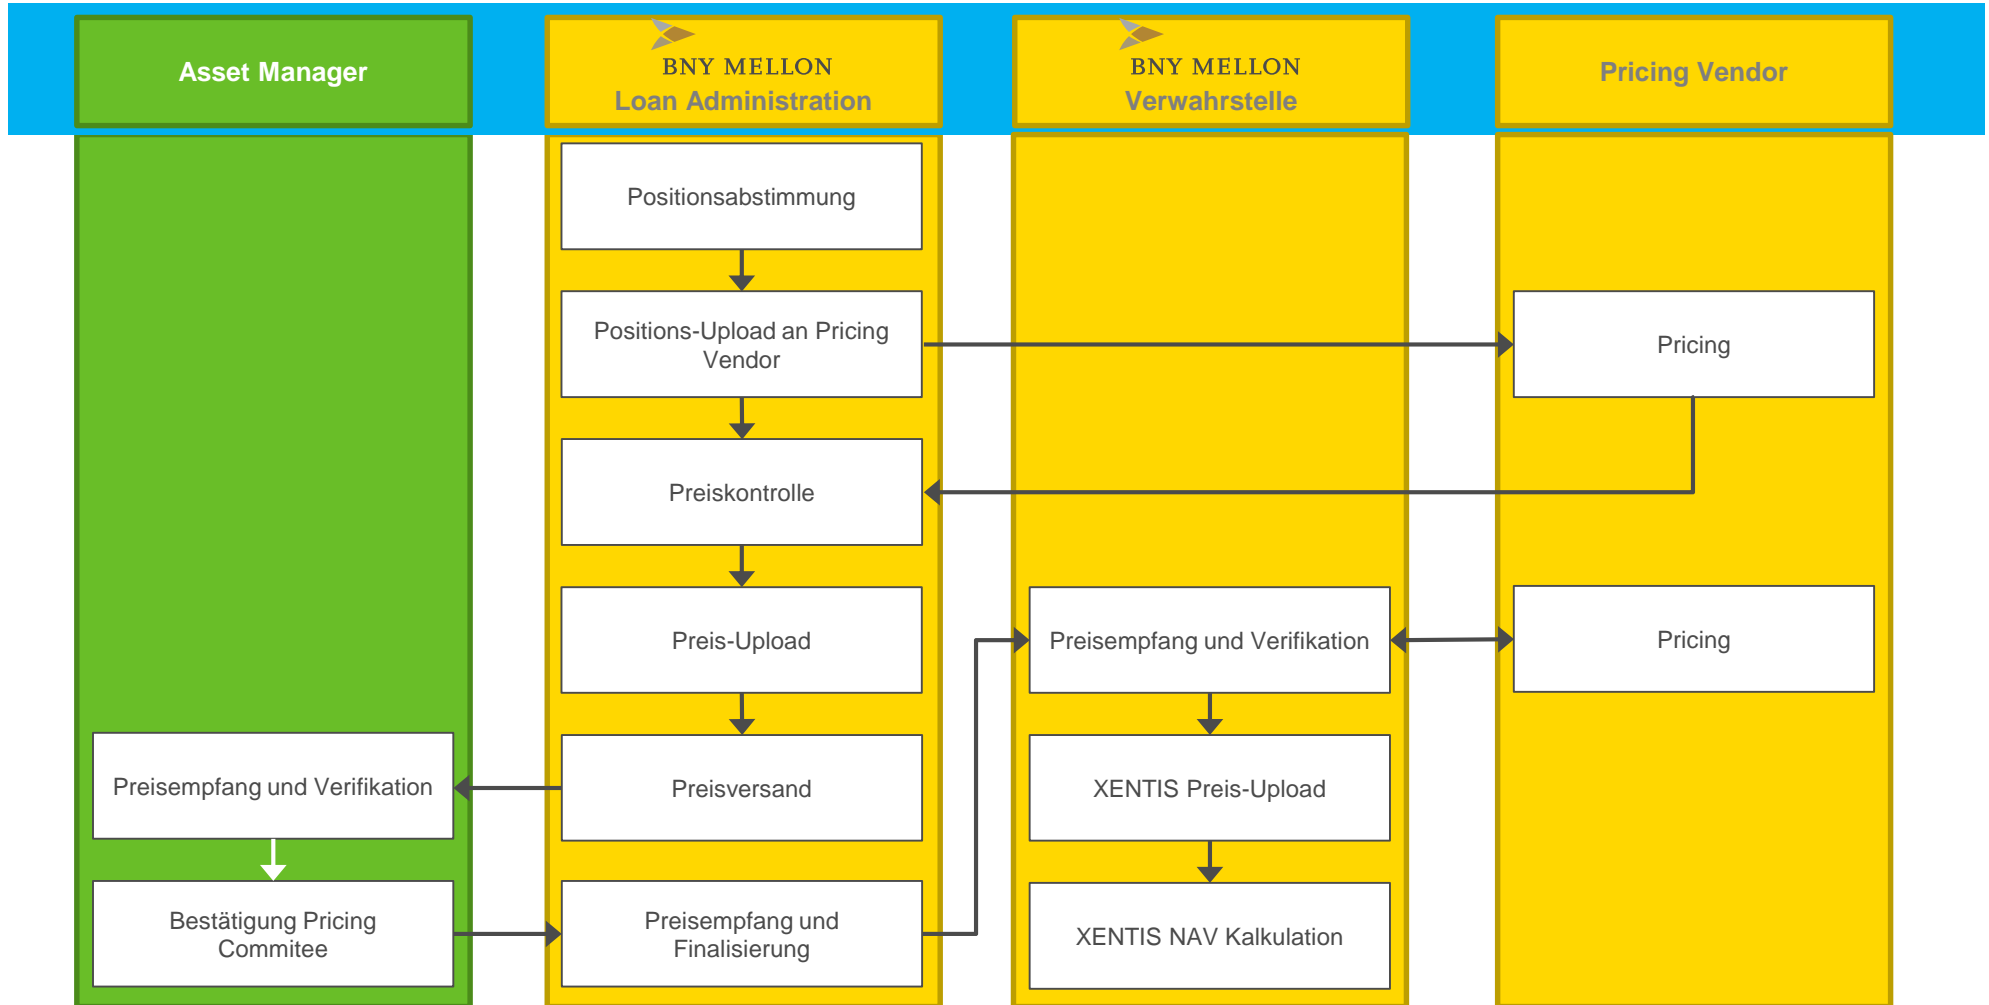 Asset Manager
BNY MELLON
Loan Administration
BNY MELLON
Verwahrstelle
Pricing Vendor
Positionsabstimmung
Positions-Upload an Pricing
Vendor
Pricing
Preiskontrolle
Preis-Upload
Preisempfang und Verifikation
Pricing
Preisempfang und Verifikation
Preisversand
XENTIS Preis-Upload
Bestätigung Pricing
Commitee
Preisempfang und
Finalisierung
XENTIS NAV Kalkulation